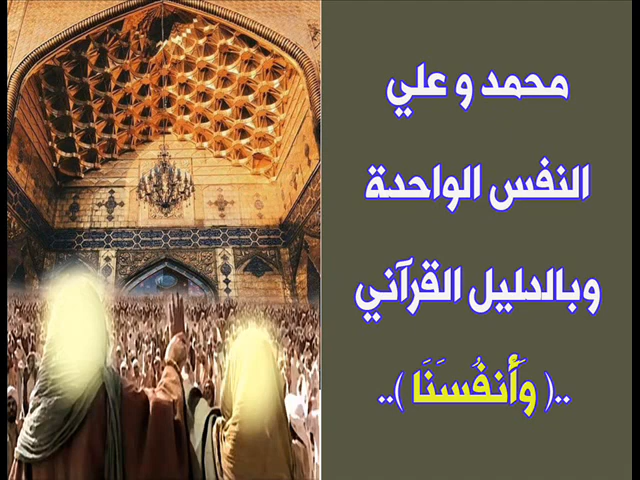 محمد و علي
النفس الواحدة
وبالدليل القرآني
..( وَأَنفُسَنَا )..